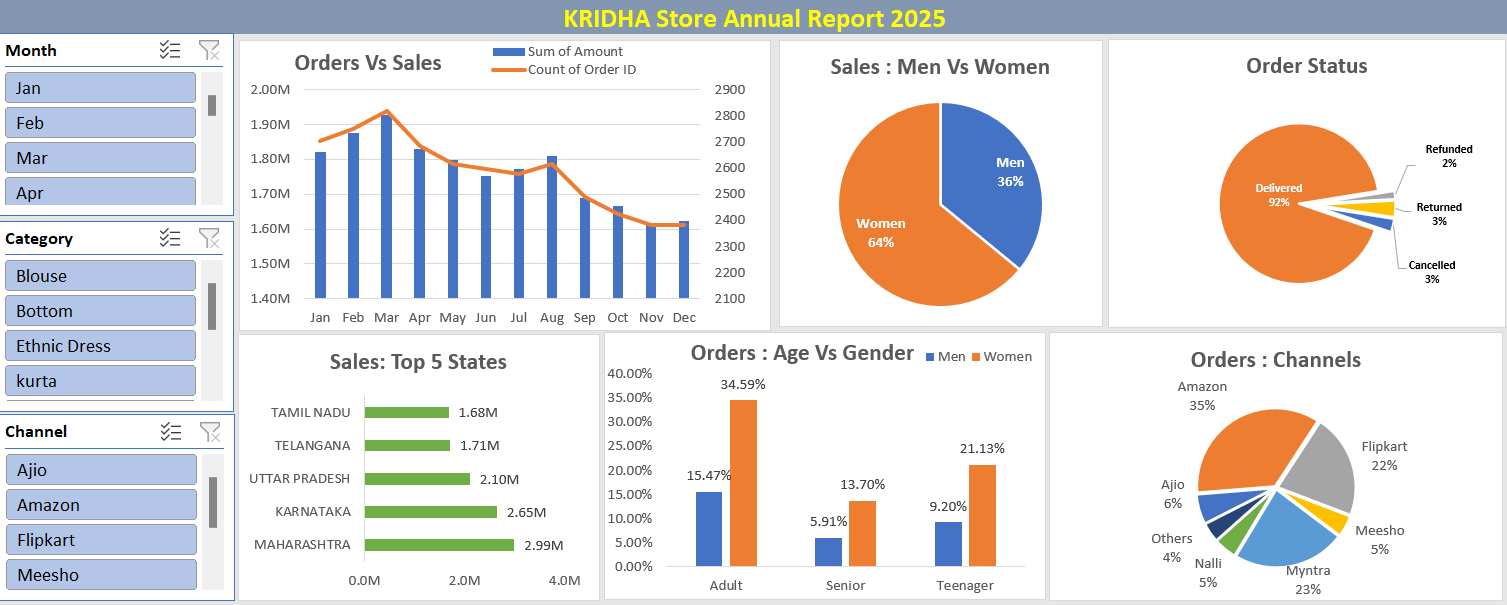 KRIDHA Store Annual Report 2025
Month
Jan
Feb
Mar
Apr
Category
Blouse
Bottom
Ethnic Dress
kurta
Channel
Ajio
Amazon
Flipkart
Meesho
Orders Vs Sales
Sum of Amount
Count of Order ID
2.00M
1.90M
1.80M
1.70M
1.60M
1.50M
1.40M
2900
2800
2700
2600
2500
2400
2300
2200
2100
Jan Feb Mar Apr May Jun Jul Aug Sep Oct Nov Dec
Sales : Men Vs Women
Men
36%
Women
64%
Order Status
Delivered
92%
Refunded
2%
Returned
3%
Cancelled
3%
Sales: Top 5 States
TAMIL NADU 1.68M
TELANGANA 1.71M
UTTAR PRADESH 2.10M
KARNATAKA 2.65M
MAHARASHTRA 2.99M
0.0M 2.0M 4.0M
Orders : Age Vs Gender
Men Women
40.00%
35.00%
30.00%
25.00%
20.00%
15.00%
10.00%
5.00%
0.00%
15.47%
34.59%
5.91%
13.70%
9.20%
21.13%
Adult Senior Teenager
Orders : Channels
Amazon
35%
Flipkart
22%
Meesho
5%
Myntra
23%
Nalli
5%
Others
4%
Ajio
6%